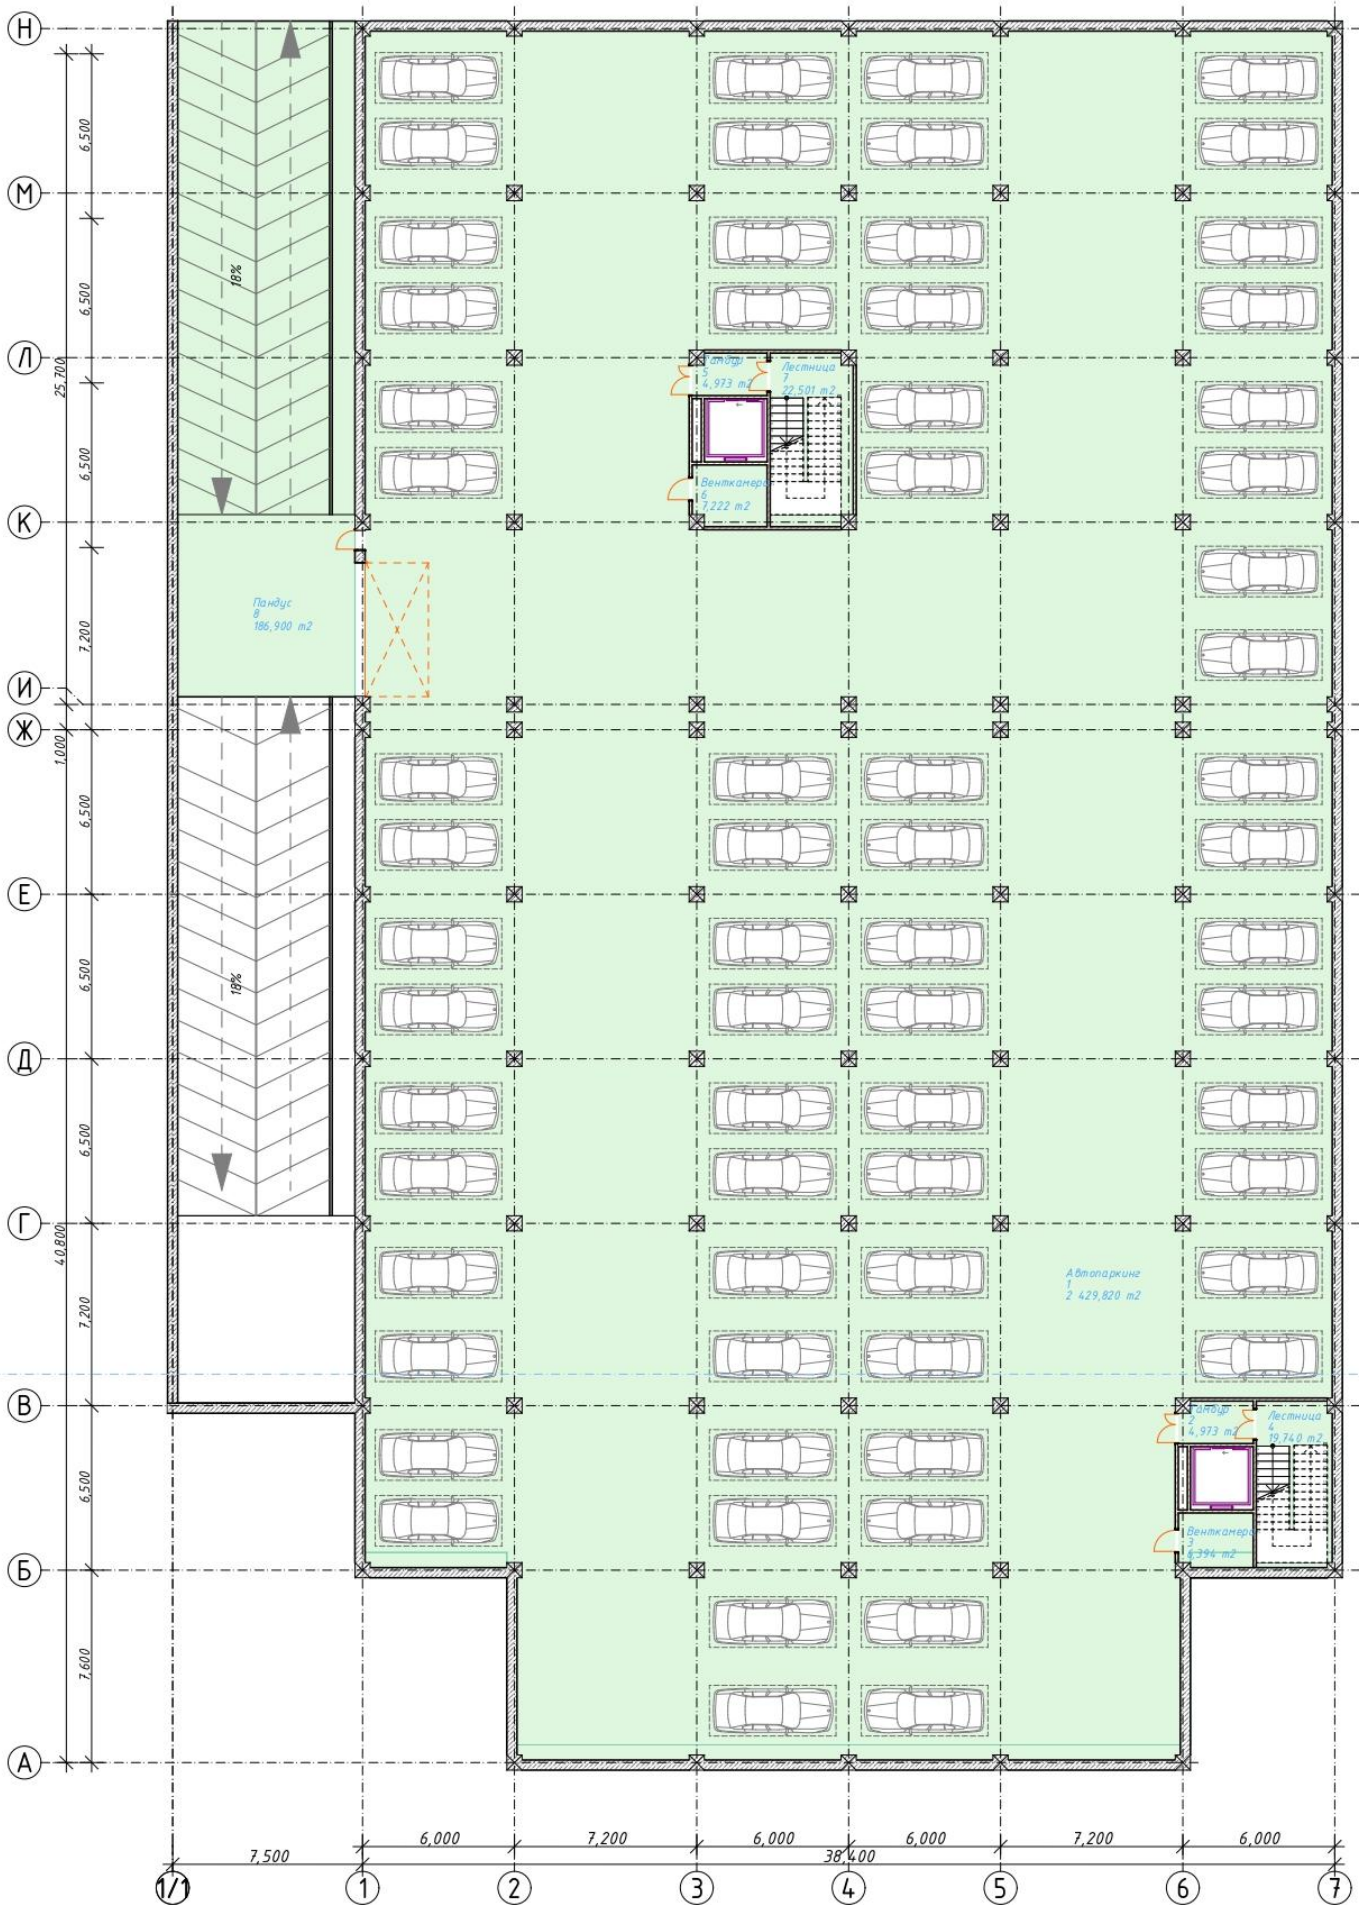 Н
6,500
М
18%
6,500
Л
25,700
Тамбур
5
4,973 m2
Лестница
7
22,501 m2
6,500
Венткамера
6
7,222 m2
К
Пандус
8
186,900 m2
7,200
И
Ж
1,000
6,500
Е
6,500
18%
Д
6,500
Г
40,800
Автопаркинг
1
2 429,820 m2
7,200
В
Тамбур
2
4,973 m2
Лестница
4
19,740 m2
6,500
Венткамера
3
6,394 m2
Б
7,600
А
6,000
7,200
6,000
6,000
7,200
6,000
7,500
38,400
1/1
1
2
3
4
5
6
7